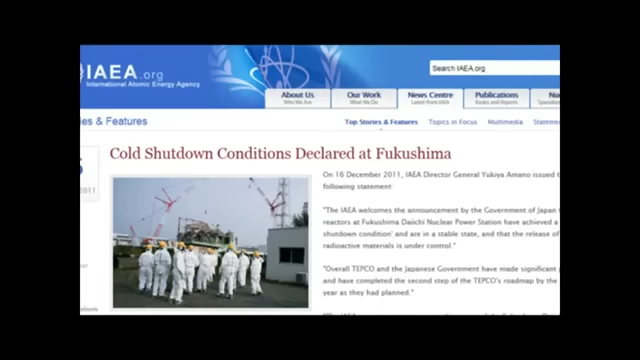 IAEA.org
International Atomic Energy Agency
Search IAEA.org
About Us
Who We Are
Our Work
What We Do
News Centre
Latest from IAEA
Publications
Books and Reports
es & Features
Top Stories & Features
Topics in Focus
Multimedia
Cold Shutdown Conditions Declared at Fukushima
2011
On 16 December 2011, IAEA Director General Yukiya Amano issued t
following statement:
"The IAEA welcomes the announcement by the Government of Japan
reactors at Fukushima Daiichi Nuclear Power Station have achieved a
shutdown condition' and are in a stable state, and that the release of
radioactive materials is under control."
"Overall TEPCO and the Japanese Government have made significant
and have completed the second step of the TEPCO's roadmap by the
year as they had planned."